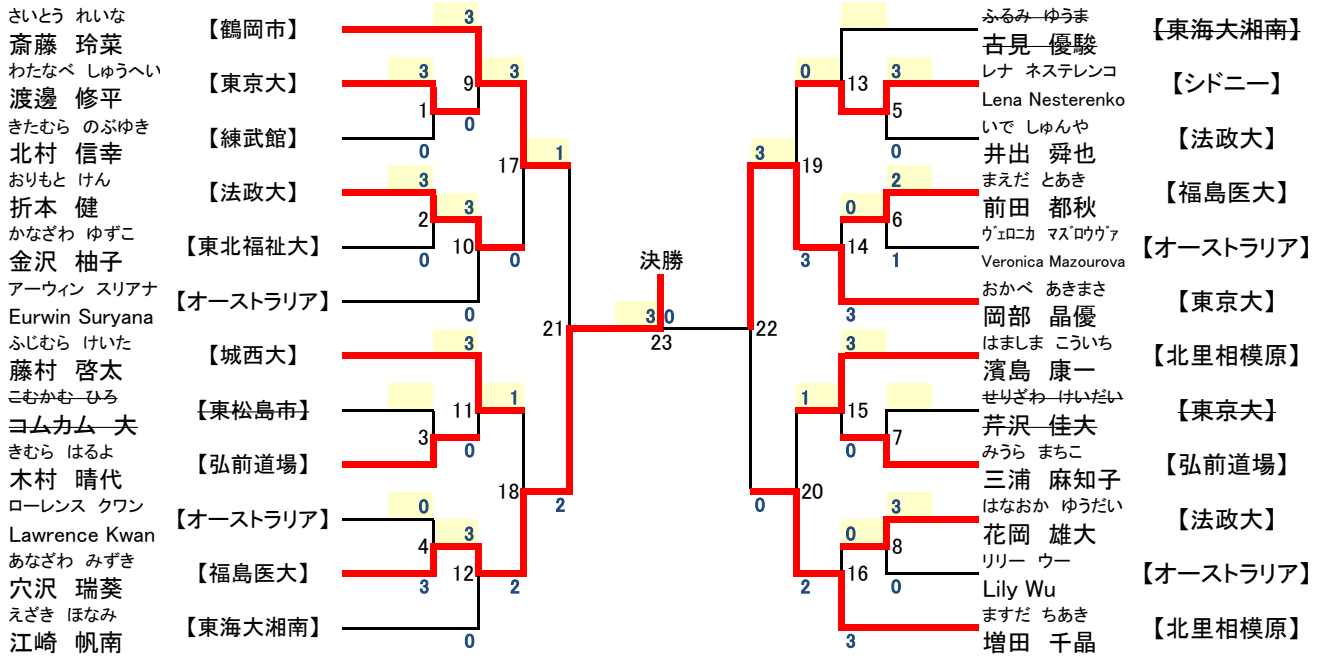 さいとう れいな
斎藤 玲菜 【鶴岡市】
わたなべ しゅうへい
渡邊 修平 【東京大】
きたむら のぶゆき
北村 信幸 【練武館】
おりもと けん
折本 健 【法政大】
かなざわ ゆずこ
金沢 柚子 【東北福祉大】
アーウィン スリアナ
Eurwin Suryana 【オーストラリア】
ふじむら けいた
藤村 啓太 【城西大】
こむかむ ひろ
コムカム 大 【東松島市】
きむら はるよ
木村 晴代 【弘前道場】
ローレンス クワン
Lawrence Kwan 【オーストラリア】
あなざわ みずき
穴沢 瑞葵 【福島医大】
えざき ほなみ
江崎 帆南 【東海大湘南】
3
3 9 3
1 0
0
17 1
3
2 3
10 0
0
0
21
3
11 1
3 0
18 2
0
4 3
12 2
3
0
決勝
3 0
23
ふるみ ゆうま
古見 優駿 【東海大湘南】
レナ ネステレンコ
Lena Nesterenko 【シドニー】
いで しゅんや
井出 舜也 【法政大】
まえだ とあき
前田 都秋 【福島医大】
ヴェロニカ マズロウヴァ
Veronica Mazourova 【オーストラリア】
おかべ あきまさ
岡部 晶優 【東京大】
はましま こういち
濱島 康一 【北里相模原】
せりざわ けいだい
芹沢 佳大 【東京大】
みうら まちこ
三浦 麻知子 【弘前道場】
はなおか ゆうだい
花岡 雄大 【法政大】
リリー ウー
Lily Wu 【オーストラリア】
ますだ ちあき
増田 千晶 【北里相模原】
0 13 3
5
0
3 19
2
0 6
14
3 1
3
22
3
1 15
0 7
20
0
3
0 8
16
2 0
3